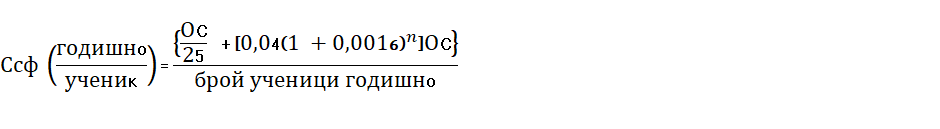 Ссф (годишно/ученик) = {ОС/25 + [0,04(1 + 0,0016)ⁿ]ОС}/брой ученици годишно